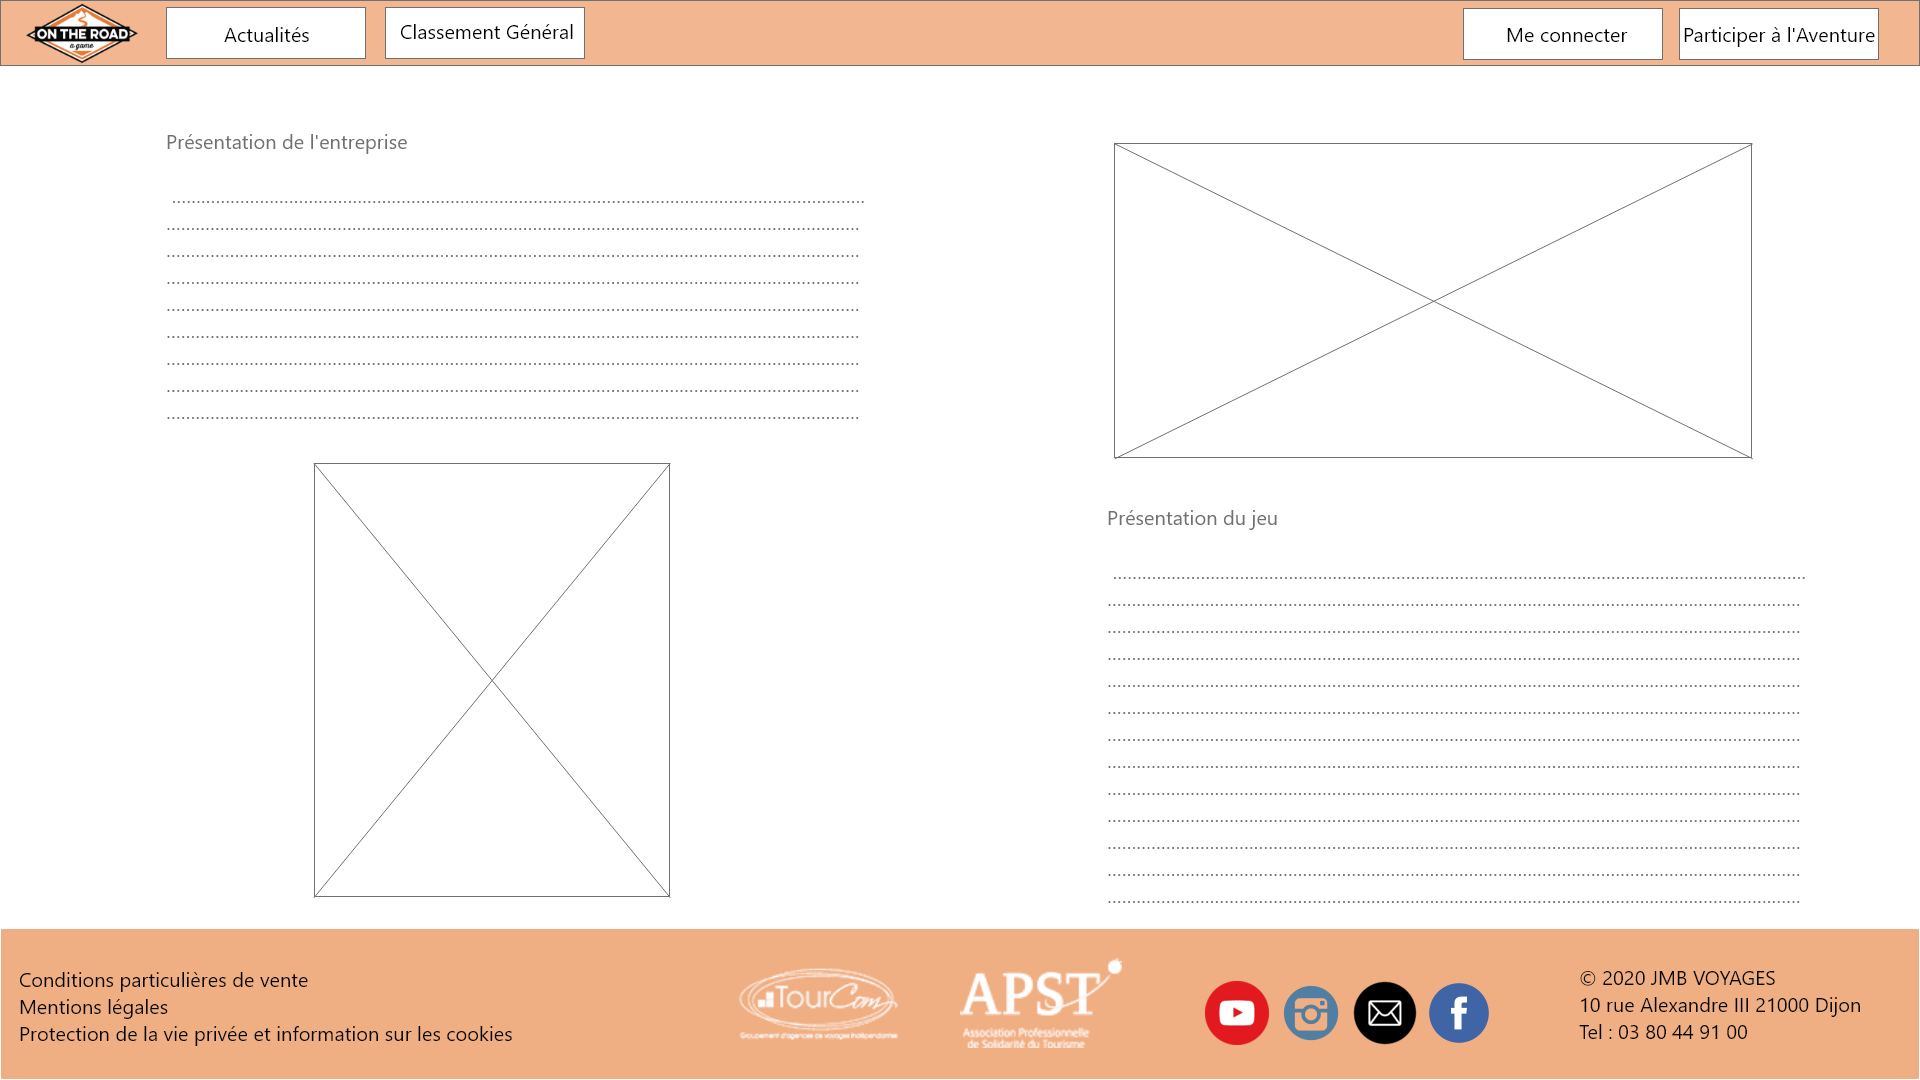 ON THE ROAD
a game
Actualités
Classement Général
Me connecter
Participer à l'Aventure
Présentation de l'entreprise
Présentation du jeu
Conditions particulières de vente
Mentions légales
Protection de la vie privée et information sur les cookies
TourCom
Groupement d'agences de voyages indépendantes
APST
Association Professionnelle
de Solidarité du Tourisme
© 2020 JMB VOYAGES
10 rue Alexandre III 21000 Dijon
Tel : 03 80 44 91 00